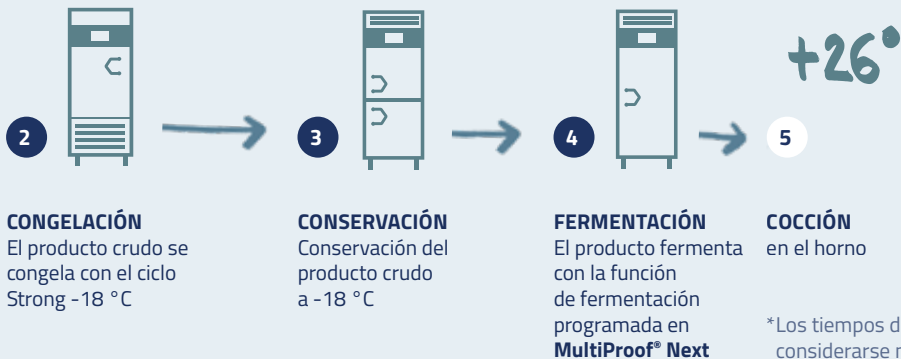 +26°
2
3
4
5
CONGELACIÓN
El producto crudo se
congela con el ciclo
Strong -18 °C
CONSERVACIÓN
Conservación del
producto crudo
a -18 °C
FERMENTACIÓN
El producto fermenta
con la función
de fermentación
programada en
MultiProof® Next
COCCIÓN
en el horno
*Los tiempos
considerarse